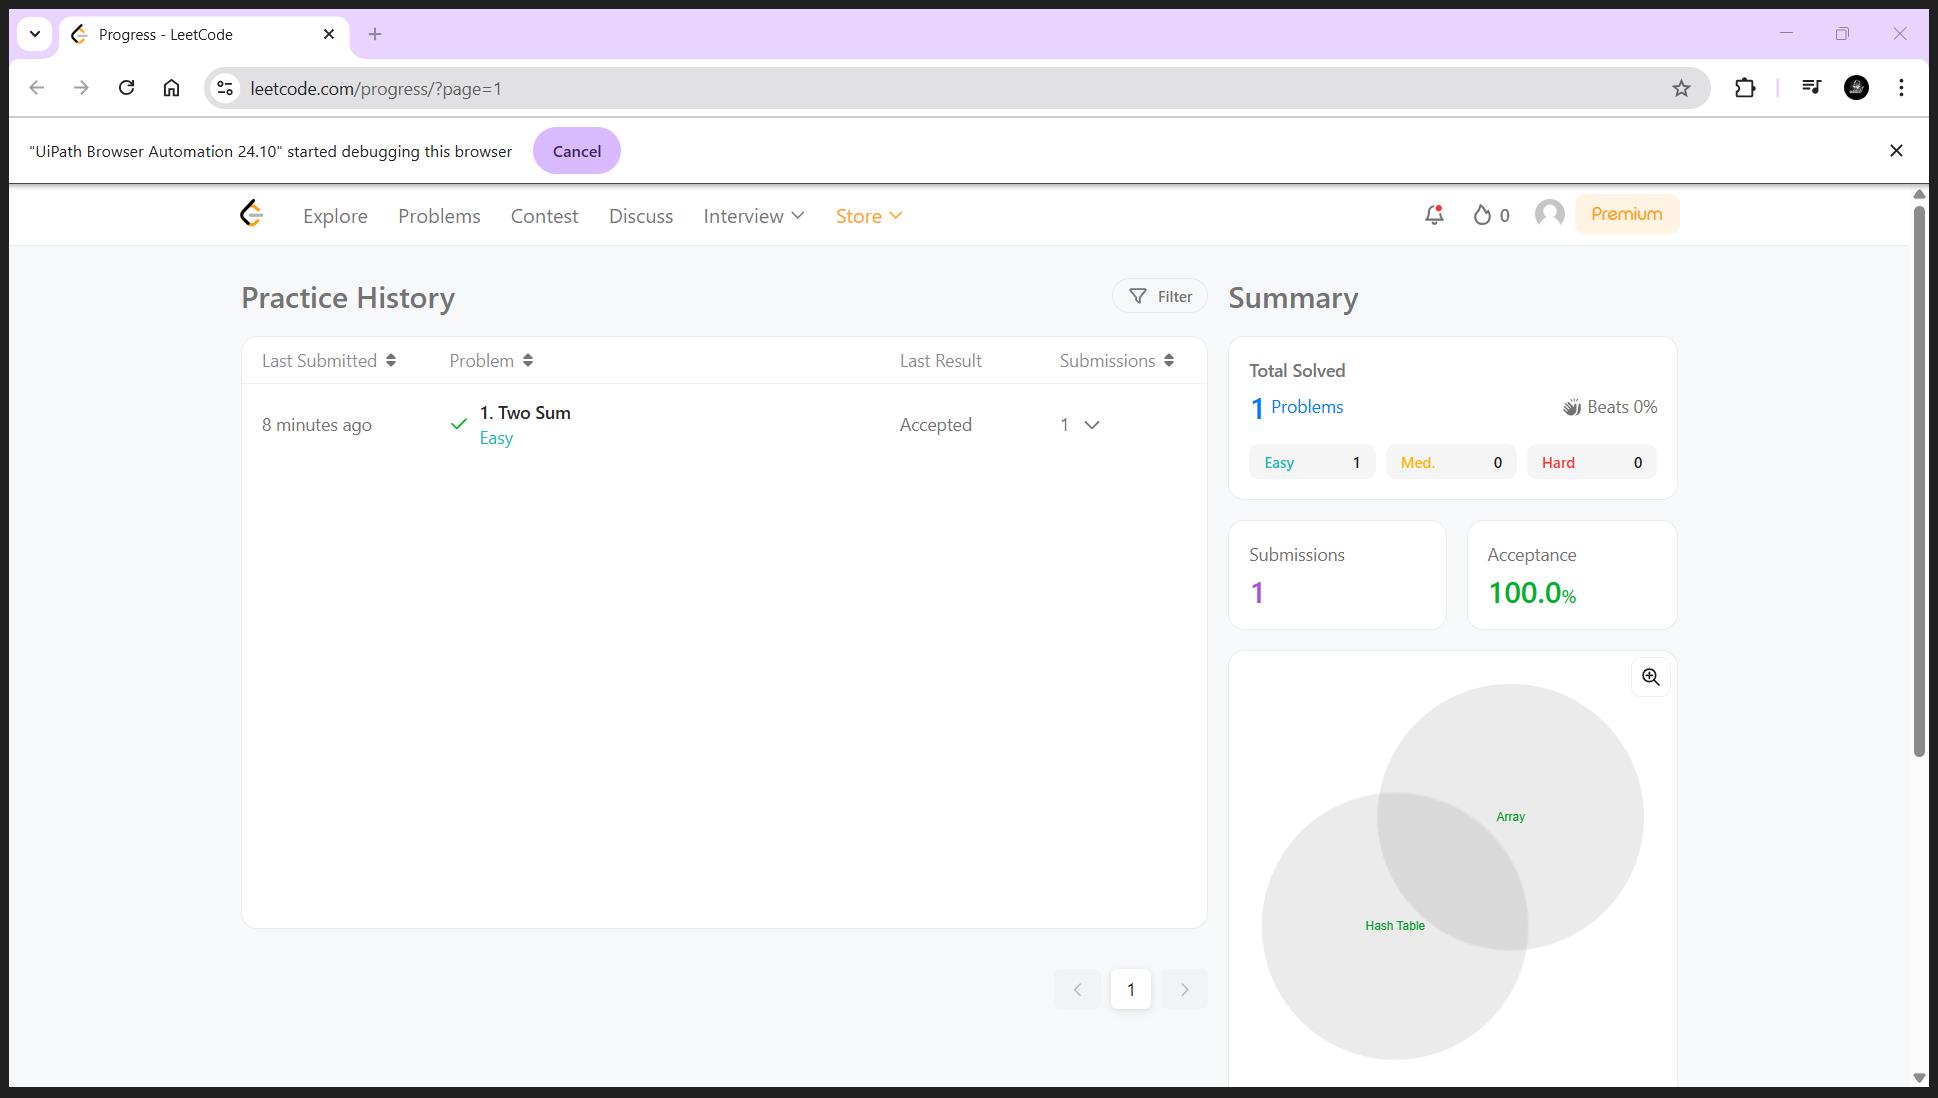 Progress - LeetCode
leetcode.com/progress/?page=1
"UiPath Browser Automation 24.10" started debugging this browser
Cancel
Explore
Problems
Contest
Discuss
Interview
Store
0
Premium
Practice History
Filter
Last Submitted
Problem
Last Result
Submissions
8 minutes ago
1. Two Sum
Easy
Accepted
1
1
Summary
Total Solved
1 Problems
Beats 0%
Easy 1
Med. 0
Hard 0
Submissions
1
Acceptance
100.0%
Array
Hash Table